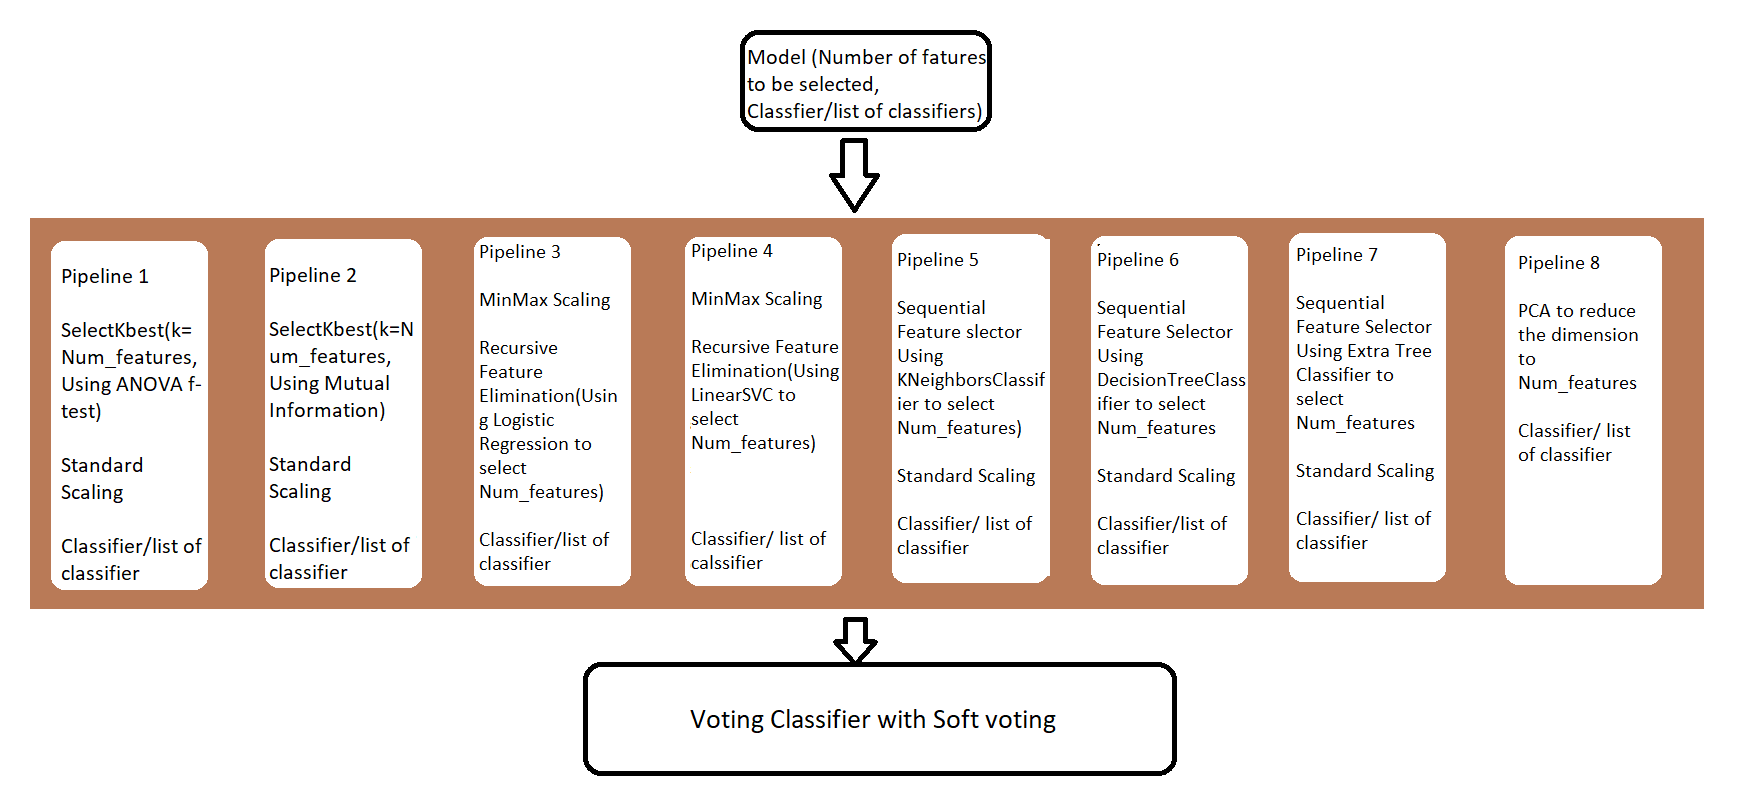 Model (Number of fatures
to be selected,
Classfier/list of classifiers)
Pipeline 1
SelectKbest(k=
Num_features,
Using ANOVA f-
test)
Standard
Scaling
Classifier/list of
classifier
Pipeline 2
SelectKbest(k=N
um_features,
Using Mutual
Information)
Standard
Scaling
Classifier/list of
classifier
Pipeline 3
MinMax Scaling
Recursive
Feature
Elimination(Usin
g Logistic
Regression to
select
Num_features)
Classifier/list of
classifier
Pipeline 4
MinMax Scaling
Recursive Feature
Elimination(Using
LinearSVC to
select
Num_features)
Classifier/ list of
calssifier
Pipeline 5
Sequential
Feature slector
Using
KNeighborsClassif
ier to select
Num_features)
Standard Scaling
Classifier/ list of
classifier
Pipeline 6
Sequential
Feature Selector
Using
DecisionTreeClass
ifier to select
Num_features
Standard Scaling
Classifier/list of
classifier
Pipeline 7
Sequential
Feature Selector
Using Extra Tree
Classifier to
select
Num_features
Standard Scaling
Classifier/ list of
classifier
Pipeline 8
PCA to reduce
the dimension
to
Num_features
Classifier/ list
of classifier
Voting Classifier with Soft voting